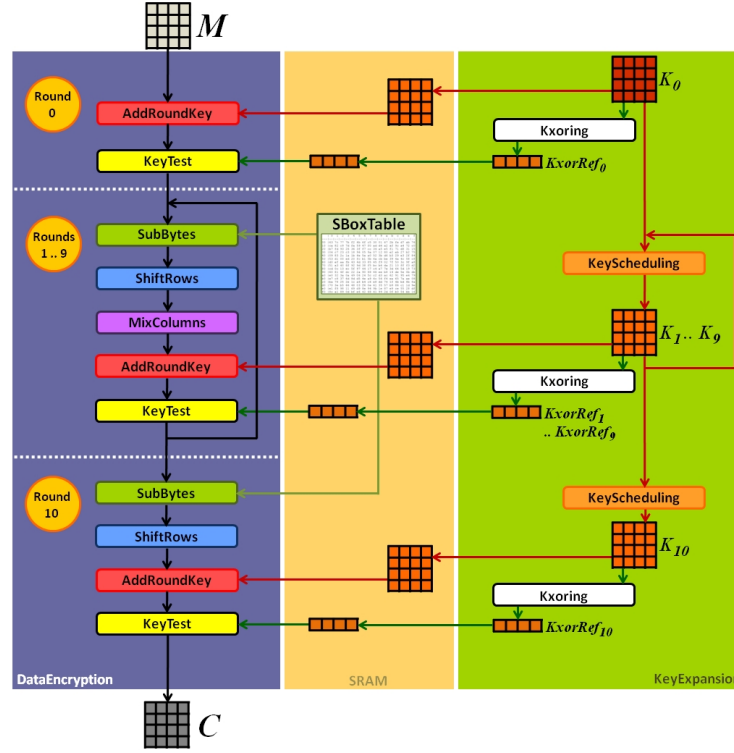 M
Round
0
AddRoundKey
K0
Kxoring
KeyTest
KxorRef0
Rounds
1 .. 9
SubBytes
SBoxTable
ShiftRows
KeyScheduling
MixColumns
K1 .. K9
AddRoundKey
Kxoring
KeyTest
KxorRef1
.. KxorRef9
Round
10
SubBytes
KeyScheduling
ShiftRows
K10
AddRoundKey
Kxoring
KeyTest
KxorRef10
DataEncryption
SRAM
KeyExpansion
C